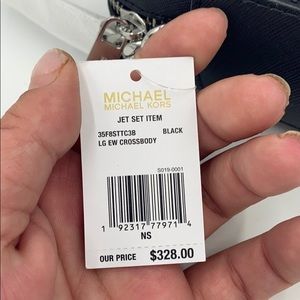 MICHAEL
MICHAEL KORS
JET SET ITEM
35F8STTC3B BLACK
LG EW CROSSBODY
S019-0001
1 92317 77971 4
NS
OUR PRICE $328.00